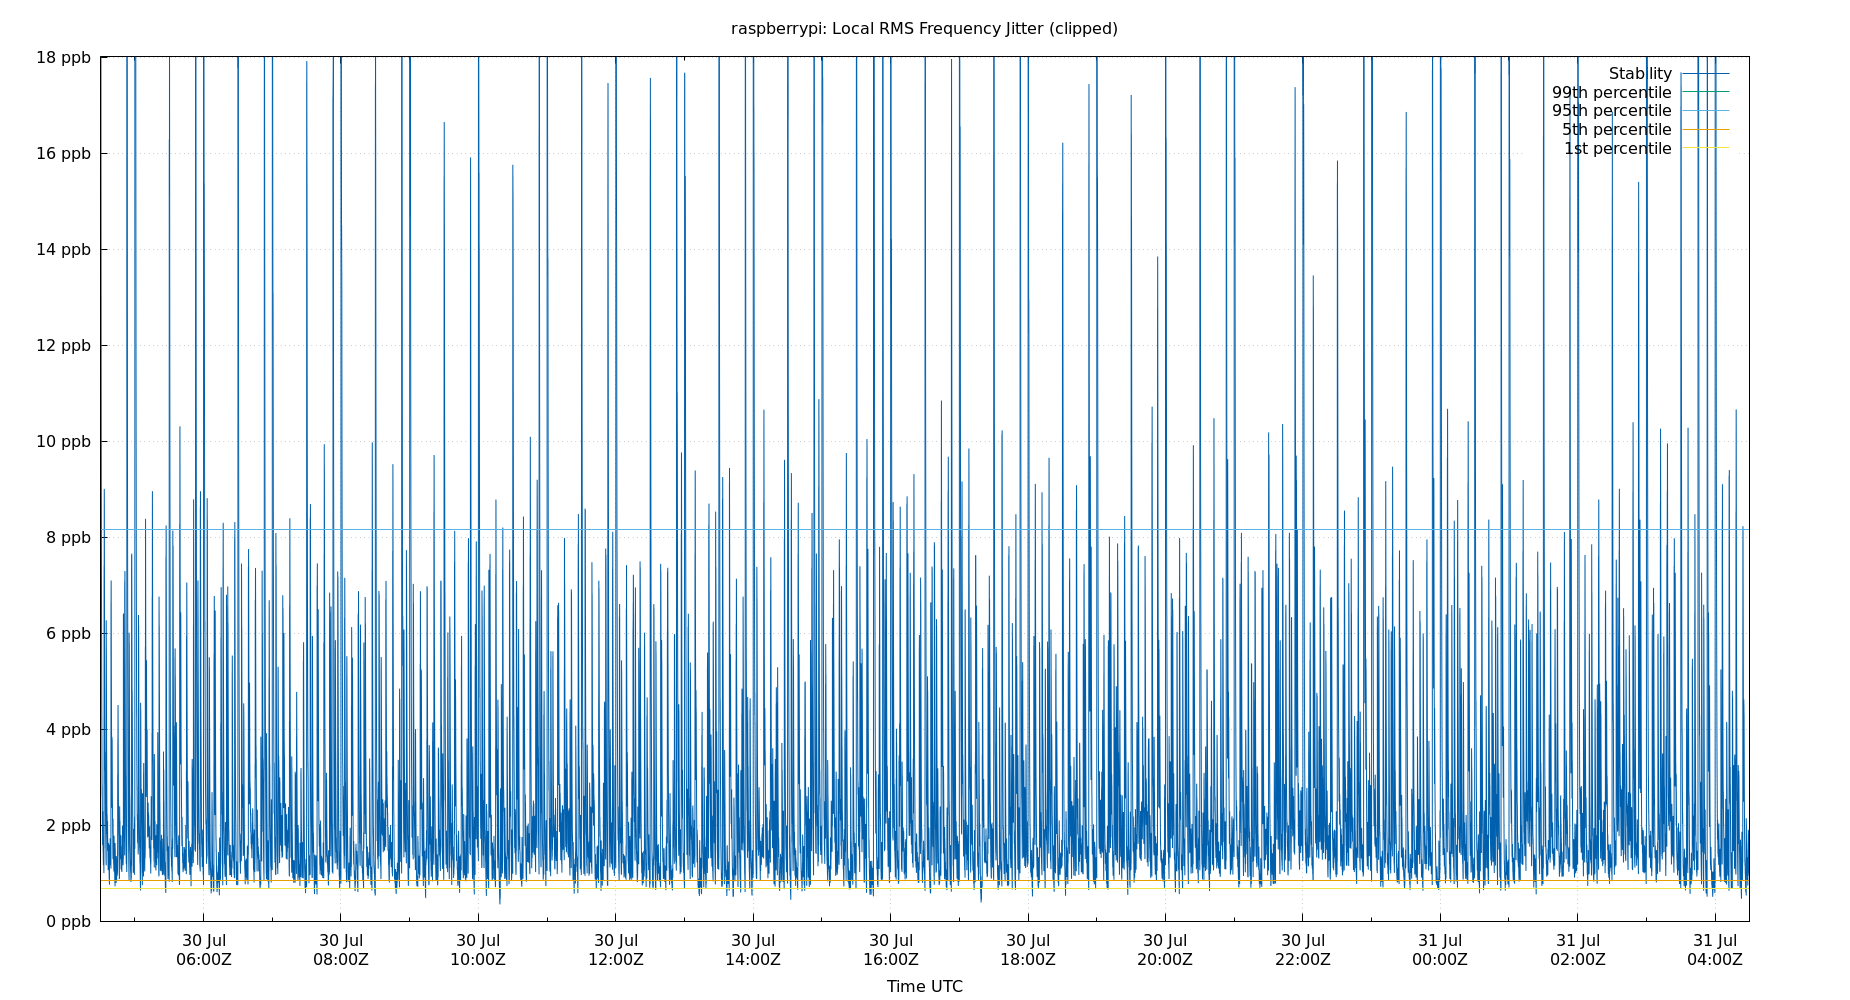 raspberrypi: Local RMS Frequency Jitter (clipped)
18 ppb
16 ppb
14 ppb
12 ppb
10 ppb
8 ppb
6 ppb
4 ppb
2 ppb
0 ppb
Stability
99th percentile
95th percentile
5th percentile
1st percentile
30 Jul 30 Jul 30 Jul 30 Jul 30 Jul 30 Jul 30 Jul 30 Jul 30 Jul 31 Jul 31 Jul 31 Jul
06:00Z 08:00Z 10:00Z 12:00Z 14:00Z 16:00Z 18:00Z 20:00Z 22:00Z 00:00Z 02:00Z 04:00Z
Time UTC